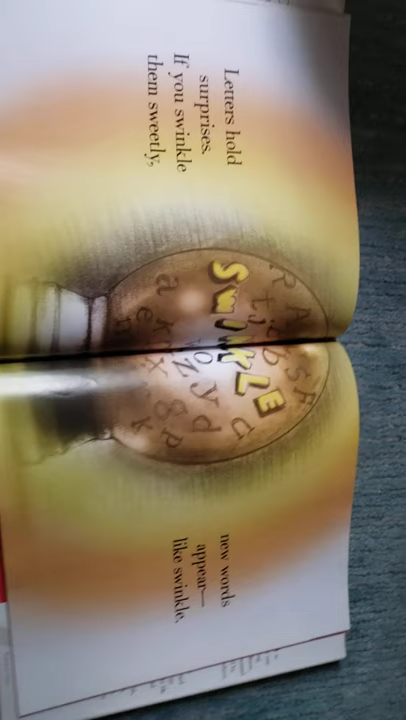 Letters hold
surprises.
If you swinkle
them sweetly,
SWINKLE
new words
appear—
like swinkle.